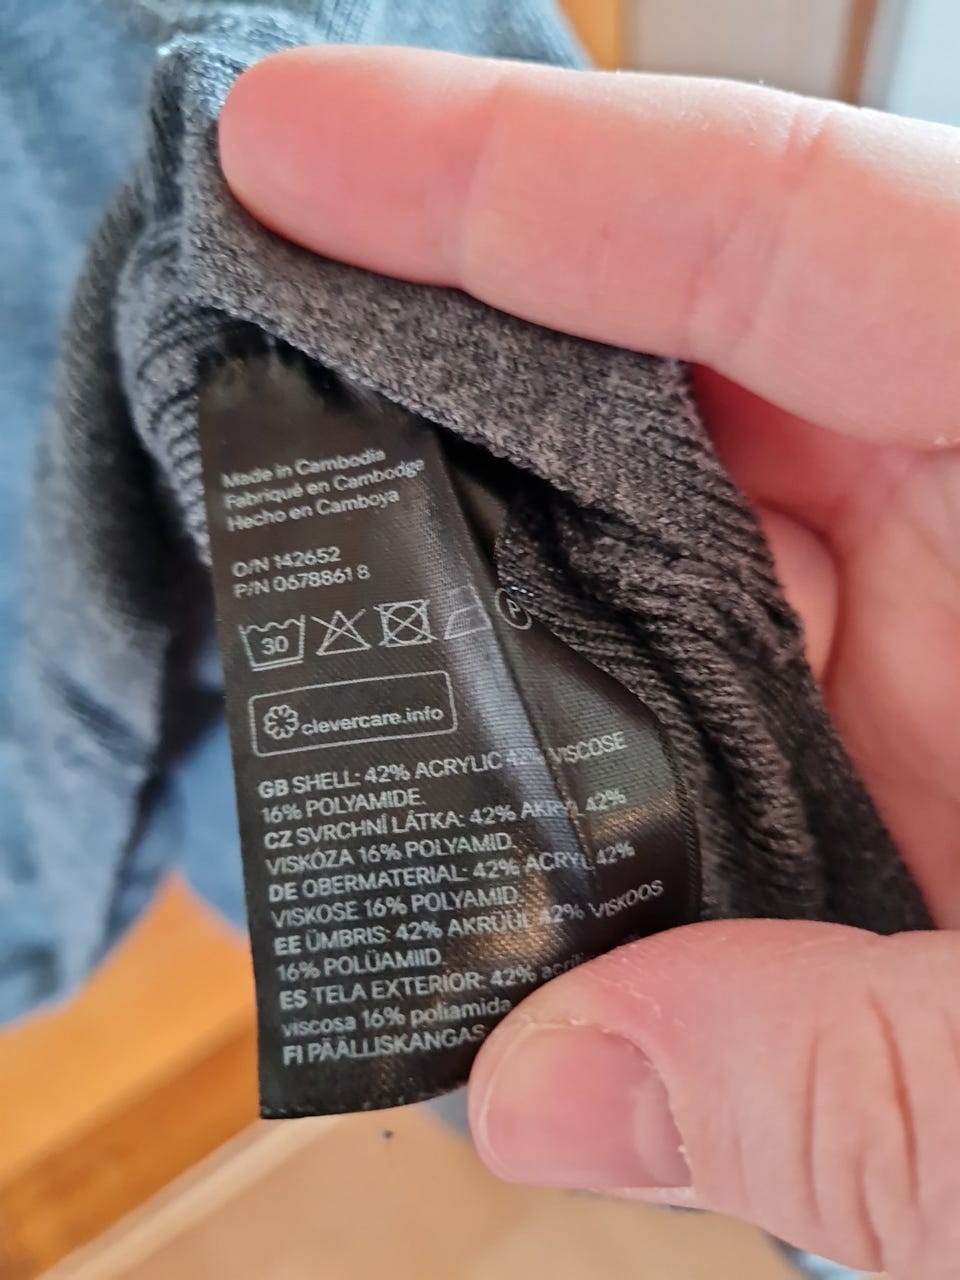 Made in Cambodia
Fabriqué en Cambodge
Hecho en Camboya
O/N 142652
P/N 0678861 8
30
P
clevercare.info
GB SHELL: 42% ACRYLIC 42% VISCOSE
16% POLYAMIDE.
CZ SVRCHNÍ LÁTKA: 42% AKRYL 42%
VISKÓZA 16% POLYAMID.
DE OBERMATERIAL: 42% ACRYL 42%
VISKOSE 16% POLYAMID.
EE ÜMBRIS: 42% AKRÜÜL 42% VISKOOS
16% POLÜAMIID.
ES TELA EXTERIOR: 42%
viscosa 16% poliamida
FI PÄÄLLISKANGAS